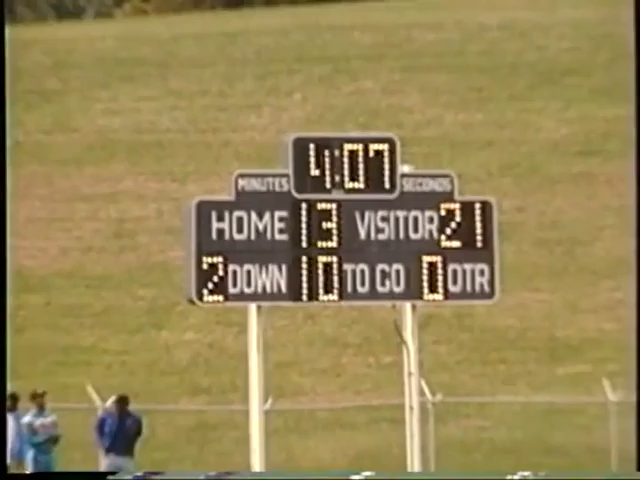 4:07
MINUTES SECONDS
HOME 13 VISITOR 21
2 DOWN 10 TO GO 0 QTR